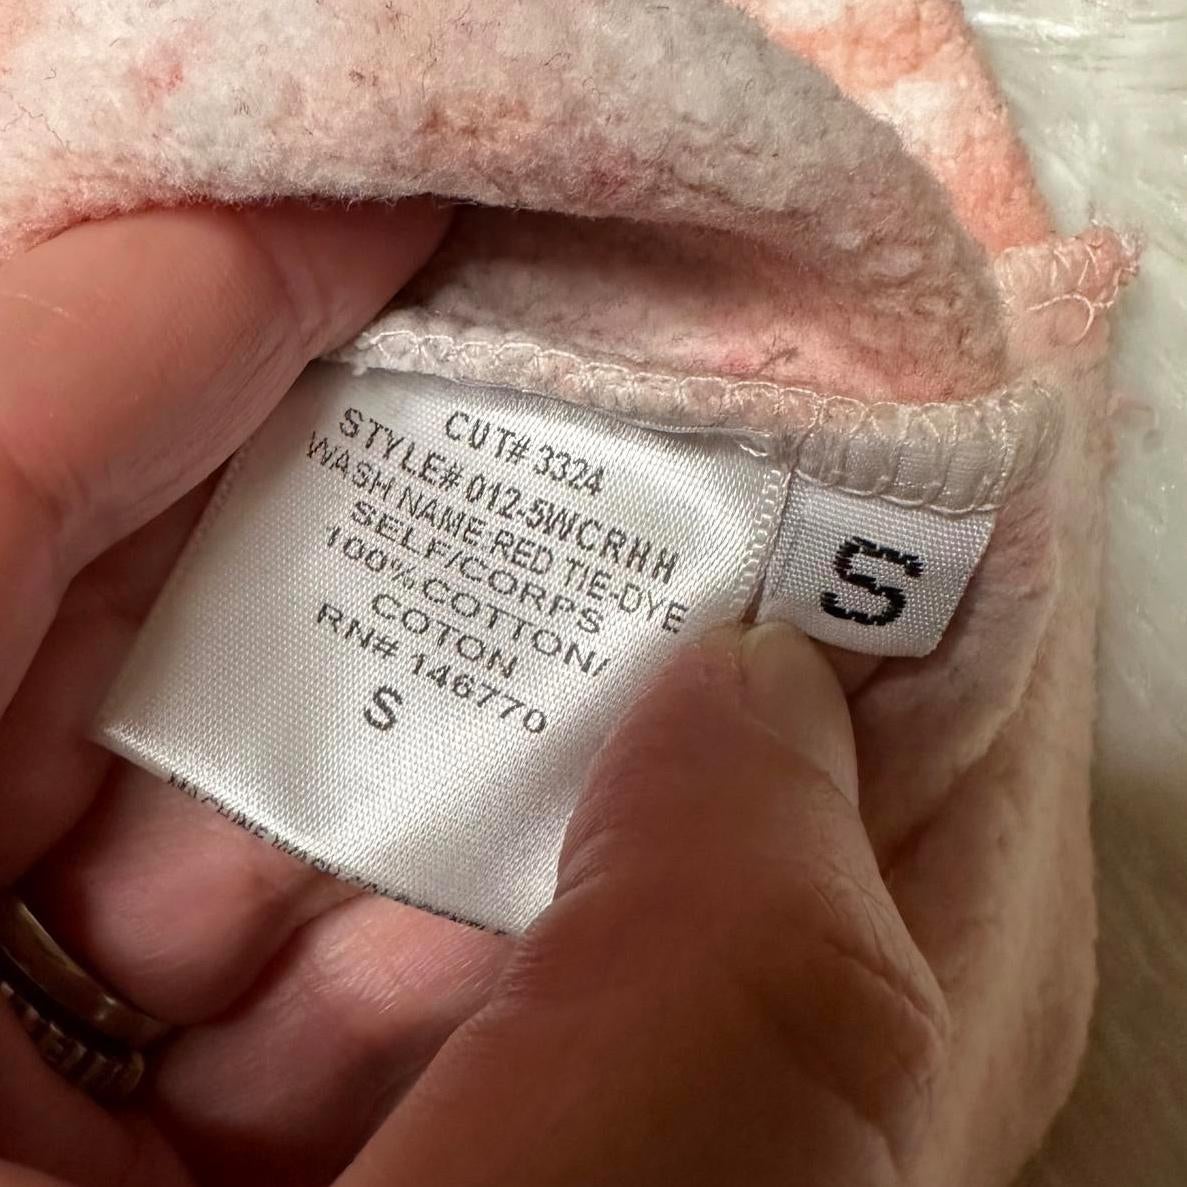 CUT# 3324
STYLE# 012-5WCRHH
WASH NAME:RED TIE-DYE
SELF/CORPS
100%COTTON/
COTON
RN# 146770
S
S